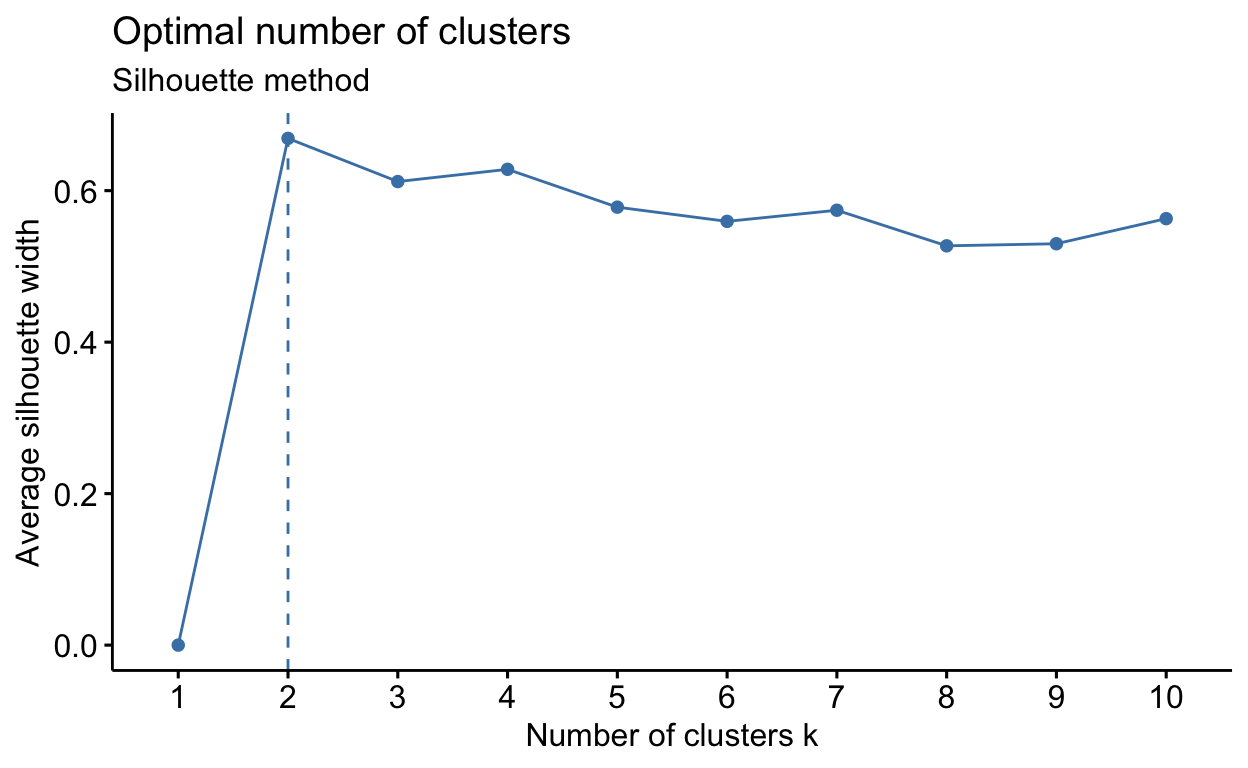 Optimal number of clusters
Silhouette method
0.6
0.4
0.2
0.0
Average silhouette width
1 2 3 4 5 6 7 8 9 10
Number of clusters k